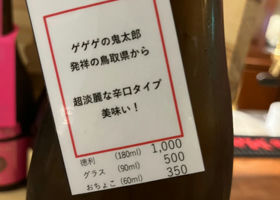 ゲゲゲの鬼太郎
発祥の鳥取県から
超淡麗な辛口タイプ
美味い!
徳利 (180ml) 1,000
グラス (90ml) 500
おちょこ (60ml) 350